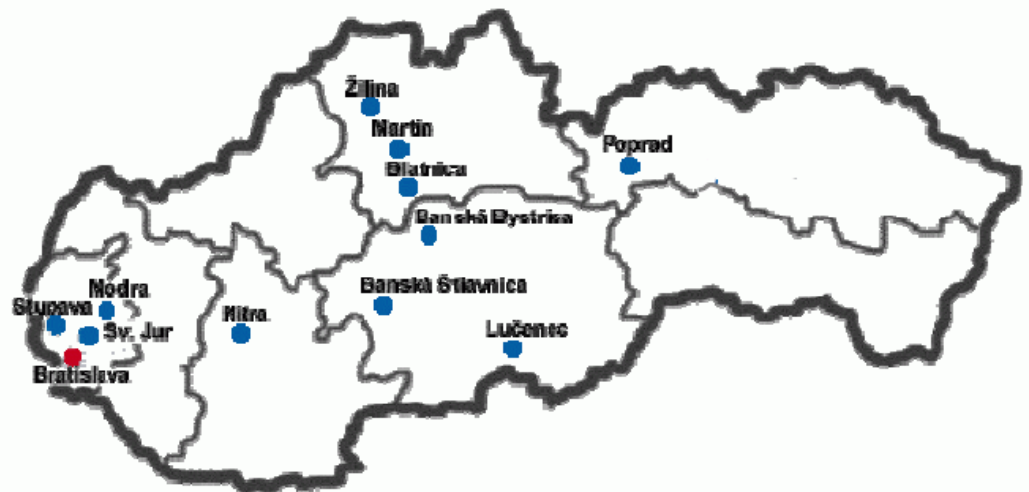 Žilina
Martin
Blatnica
Poprad
Banská Bystrica
Banská Štiavnica
Modra
Stupava
Nitra
Sv. Jur
Lučenec
Bratislava